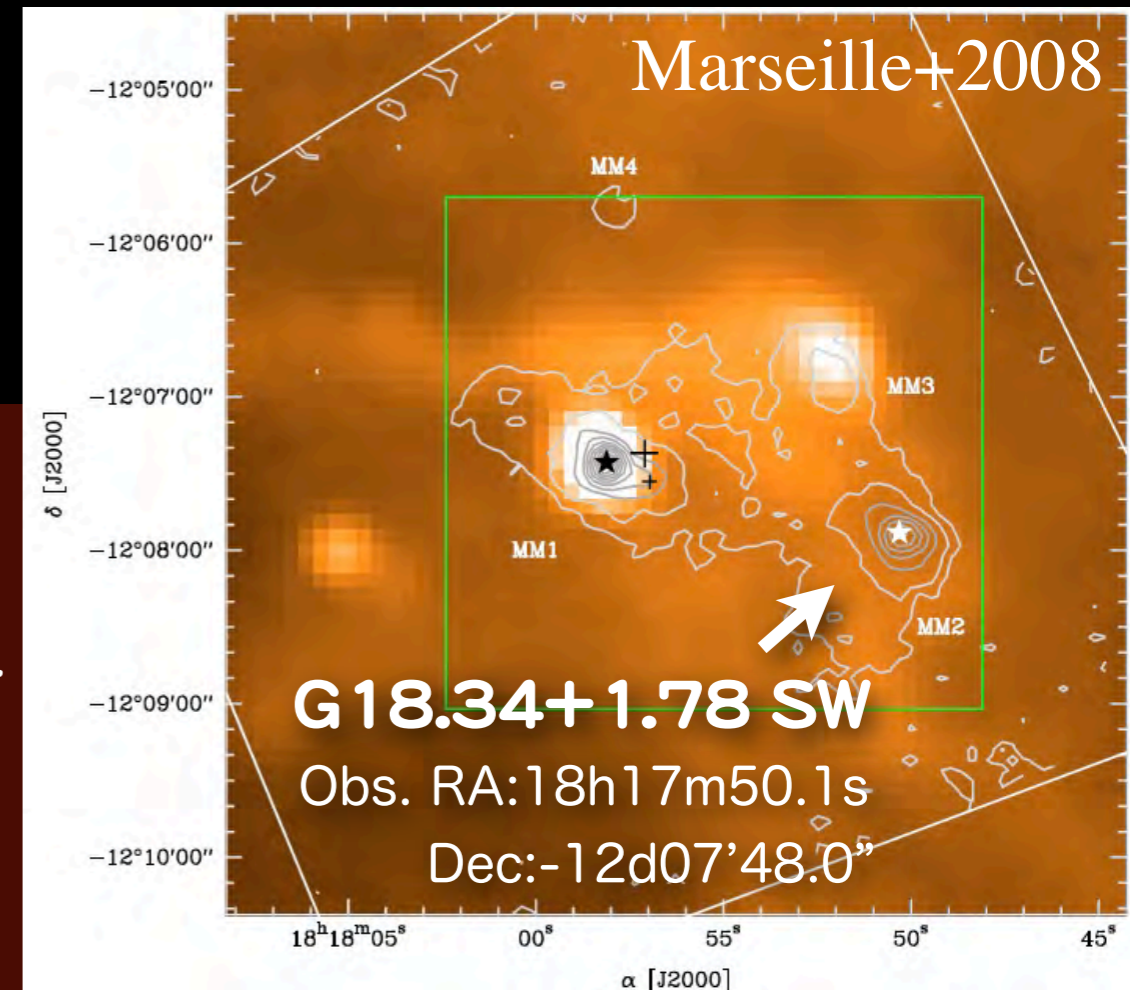 Marseille+2008
−12°05′00″
MM4
−12°06′00″
−12°07′00″
MM3
δ [J2000]
−12°08′00″
MM1
MM2
−12°09′00″
G18.34+1.78 SW
Obs. RA:18h17m50.1s
Dec:-12d07’48.0”
−12°10′00″
18ʰ18ᵐ05ˢ 00ˢ 55ˢ 50ˢ 45ˢ
α [J2000]